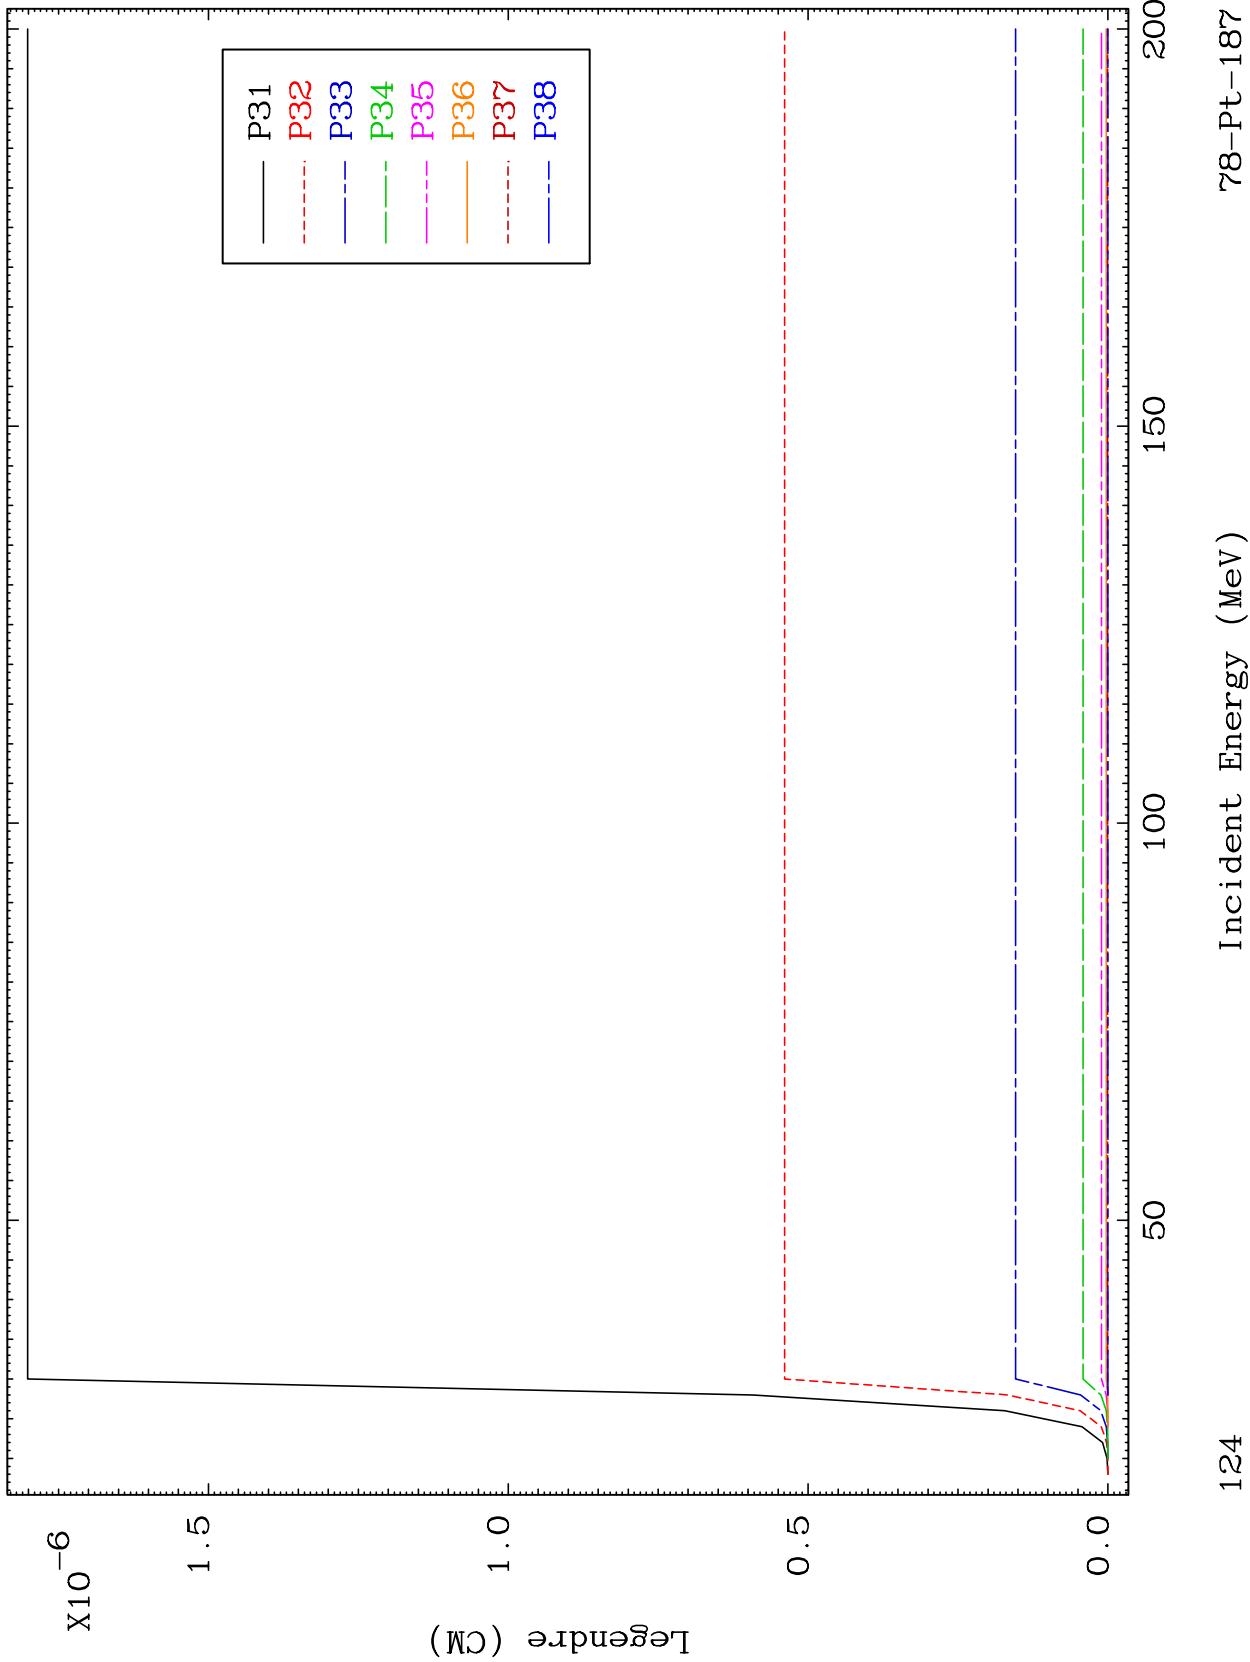 X10-6
1.5
1.0
0.5
0.0
Legendre (CM)
P31
P32
P33
P34
P35
P36
P37
P38
50
100
150
200
Incident Energy (MeV)
124
78-Pt-187